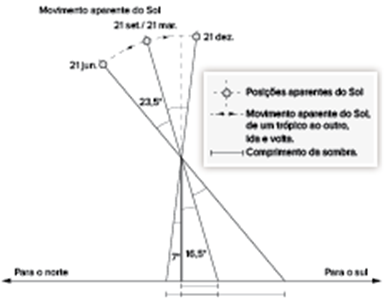 Movimento aparente do Sol
21 set./ 21 mar.
21 dez.
21 jun.
23,5°
Posições aparentes do Sol
Movimento aparente do Sol,
de um trópico ao outro,
ida e volta.
Comprimento da sombra.
7°
16,5°
Para o norte
Para o sul